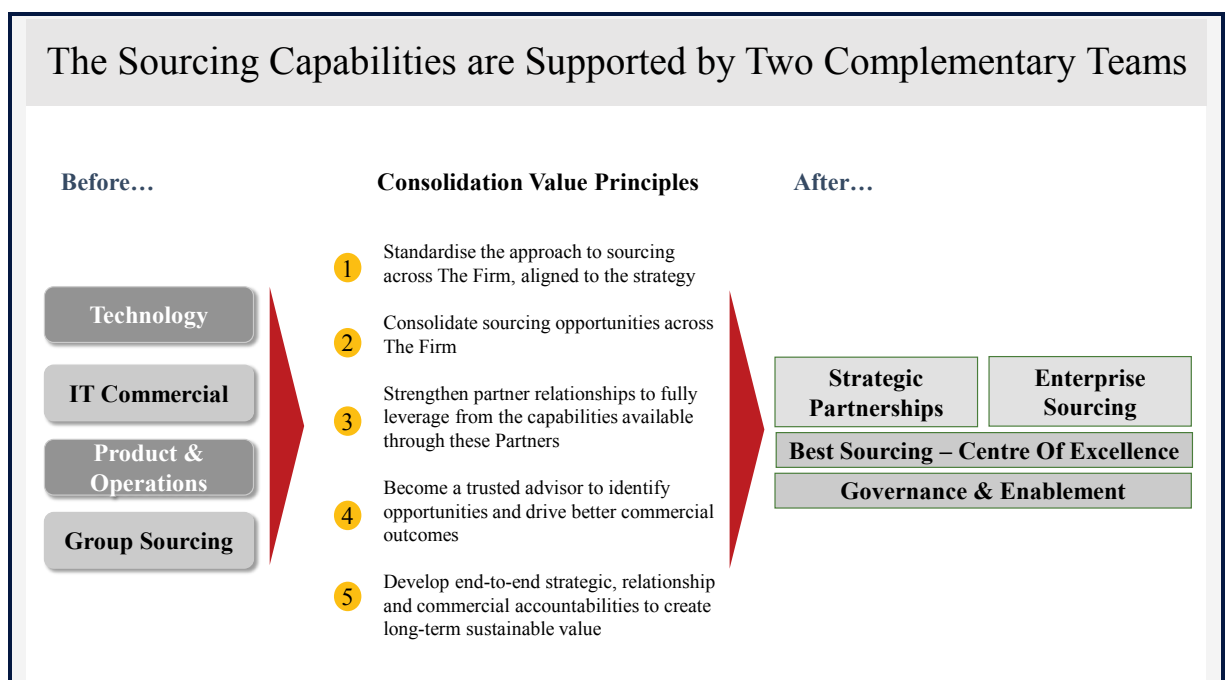 The Sourcing Capabilities are Supported by Two Complementary Teams
Before…
Technology
IT Commercial
Product &
Operations
Group Sourcing
Consolidation Value Principles
1
Standardise the approach to sourcing
across The Firm, aligned to the strategy
2
Consolidate sourcing opportunities across
The Firm
3
Strengthen partner relationships to fully
leverage from the capabilities available
through these Partners
4
Become a trusted advisor to identify
opportunities and drive better commercial
outcomes
5
Develop end-to-end strategic, relationship
and commercial accountabilities to create
long-term sustainable value
After…
Strategic
Partnerships
Enterprise
Sourcing
Best Sourcing – Centre Of Excellence
Governance & Enablement